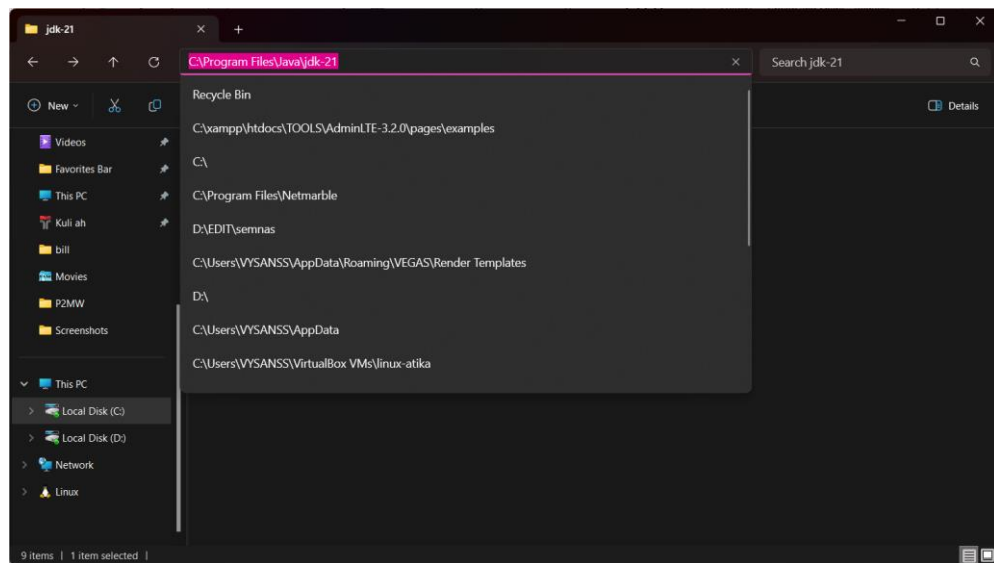 jdk-21
C:\Program Files\Java\jdk-21
Search jdk-21
New
Details
Recycle Bin
C:\xampp\htdocs\TOOLS\AdminLTE-3.2.0\pages\examples
C:\
C:\Program Files\Netmarble
D:\EDIT\semnas
C:\Users\VYSANSS\AppData\Roaming\VEGAS\Render Templates
D:\
C:\Users\VYSANSS\AppData
C:\Users\VYSANSS\VirtualBox VMs\linux-atika
Videos
Favorites Bar
This PC
Kuli ah
bill
Movies
P2MW
Screenshots
This PC
Local Disk (C:)
Local Disk (D:)
Network
Linux
9 items | 1 item selected |